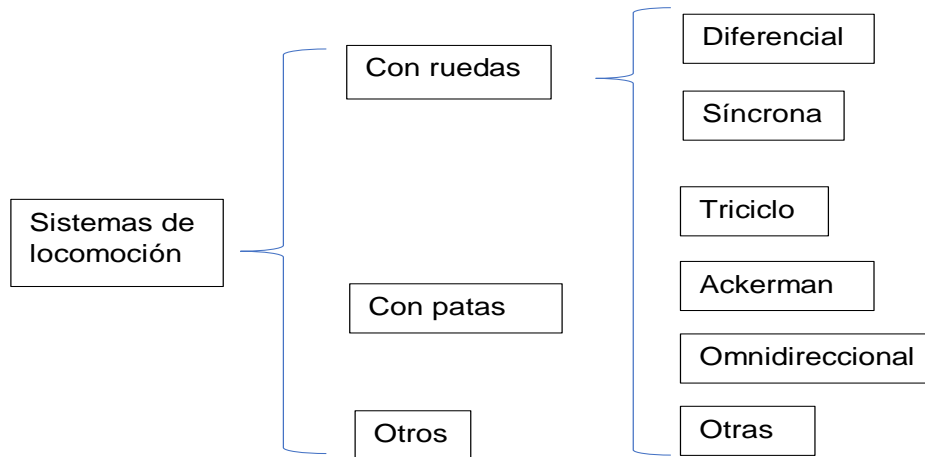 Sistemas de
locomoción
Con ruedas
Con patas
Otros
Diferencial
Síncrona
Triciclo
Ackerman
Omnidireccional
Otras